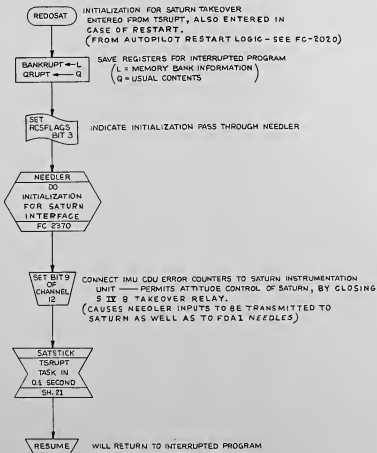 REDOSAT
INITIALIZATION FOR SATURN TAKEOVER
ENTERED FROM T5RUPT, ALSO ENTERED IN
CASE OF RESTART.
(FROM AUTOPILOT RESTART LOGIC - SEE FC-2020)
BANKRUPT ← L
QRUPT ← Q
SAVE REGISTERS FOR INTERRUPTED PROGRAM
(L = MEMORY BANK INFORMATION)
(Q = USUAL CONTENTS)
SET
RCSFLAGS
BIT 3
INDICATE INITIALIZATION PASS THROUGH NEEDLER
NEEDLER
DO
INITIALIZATION
FOR SATURN
INTERFACE
FC 2370
SET BIT 9
OF
CHANNEL
12
CONNECT IMU CDU ERROR COUNTERS TO SATURN INSTRUMENTATION
UNIT — PERMITS ATTITUDE CONTROL OF SATURN, BY CLOSING
S IV B TAKEOVER RELAY.
(CAUSES NEEDLER INPUTS TO BE TRANSMITTED TO
SATURN AS WELL AS TO FDAI NEEDLES)
SATSTICK
T5RUPT
TASK IN
0.1 SECOND
SH. 21
RESUME
WILL RETURN TO INTERRUPTED PROGRAM